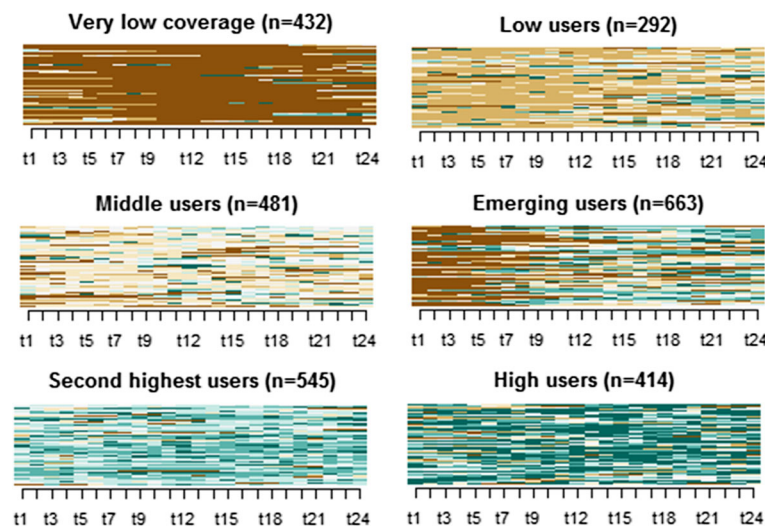 Very low coverage (n=432)
t1 t3 t5 t7 t9 t12 t15 t18 t21 t24
Low users (n=292)
t1 t3 t5 t7 t9 t12 t15 t18 t21 t24
Middle users (n=481)
t1 t3 t5 t7 t9 t12 t15 t18 t21 t24
Emerging users (n=663)
t1 t3 t5 t7 t9 t12 t15 t18 t21 t24
Second highest users (n=545)
t1 t3 t5 t7 t9 t12 t15 t18 t21 t24
High users (n=414)
t1 t3 t5 t7 t9 t12 t15 t18 t21 t24